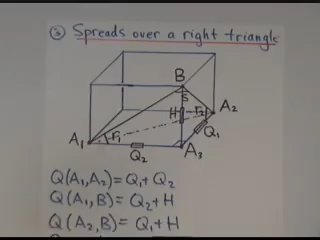 ③ Spreads over a right triangle
B
A₂
S
H
r₂
r₁
Q₁
A₁
Q₂
A₃
Q(A₁,A₂)=Q₁+Q₂
Q(A₁,B)=Q₂+H
Q(A₂,B)=Q₁+H